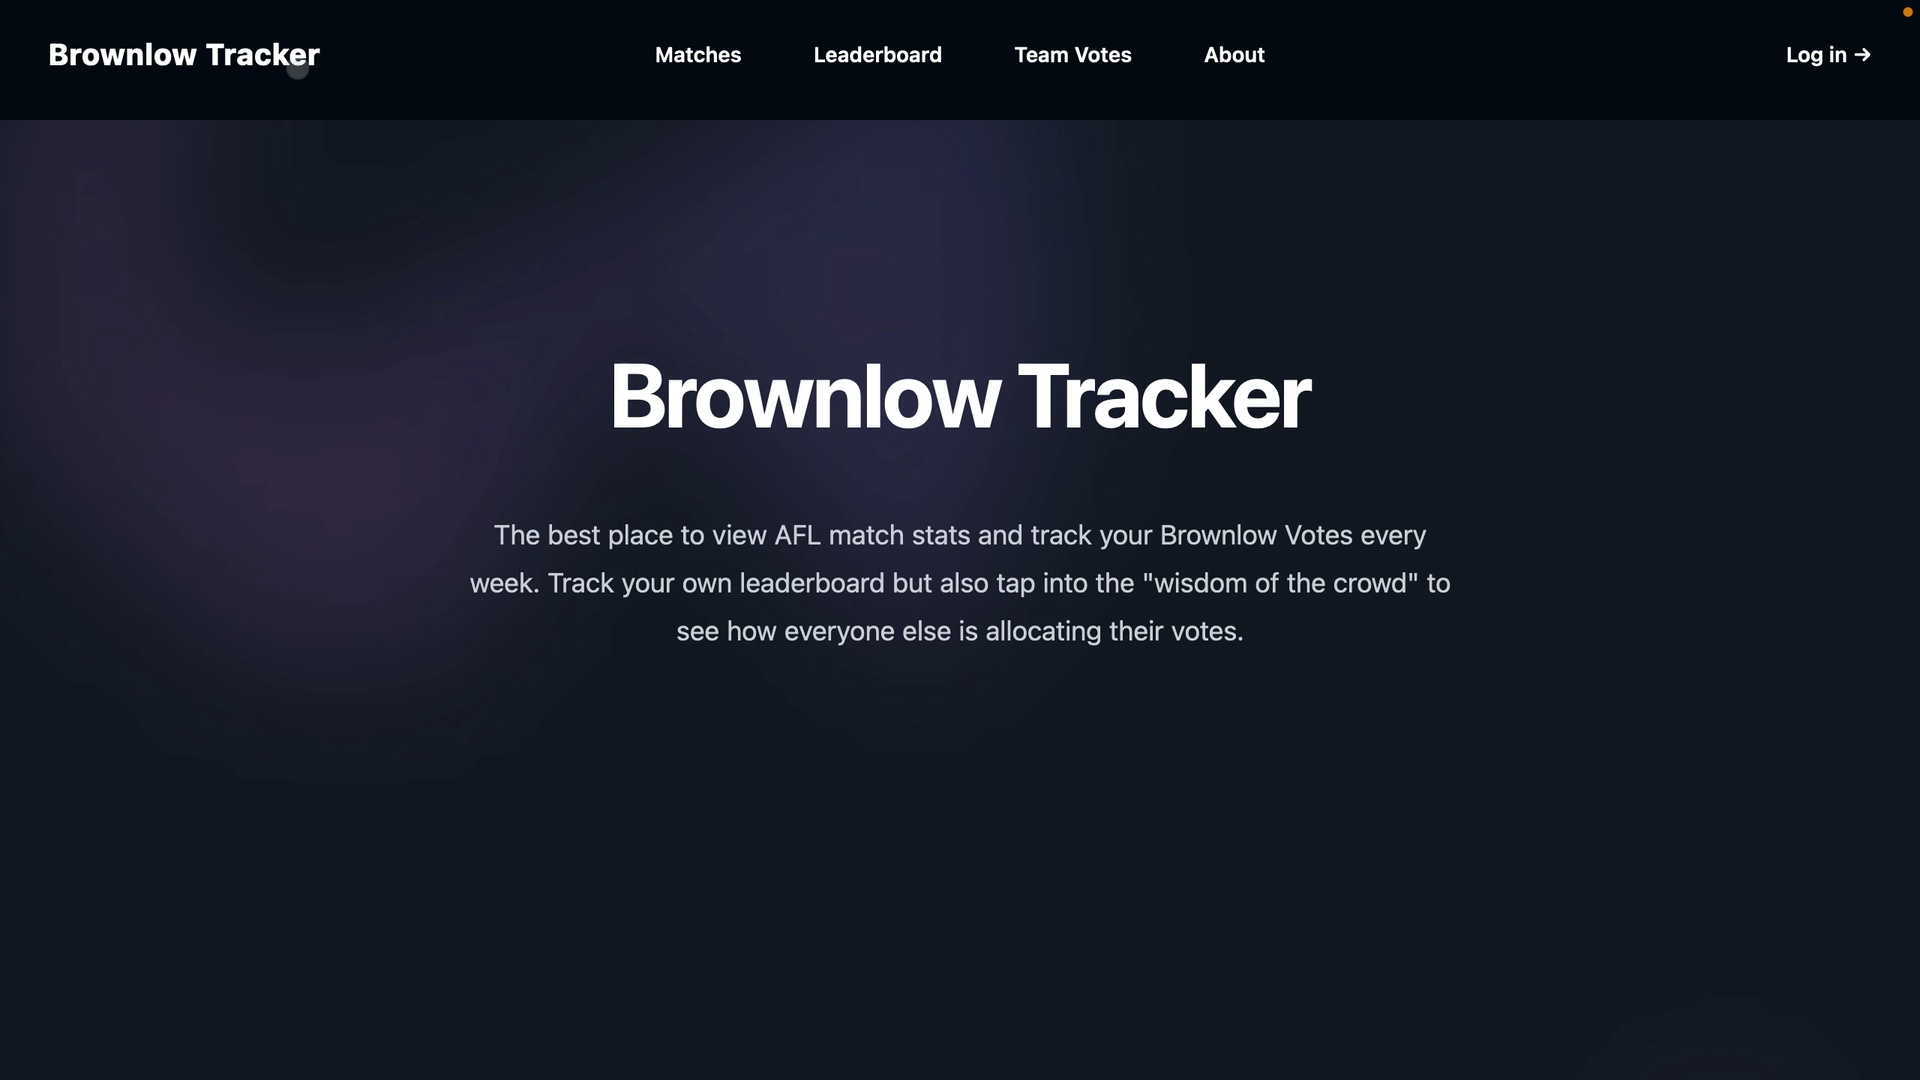 Brownlow Tracker
Matches
Leaderboard
Team Votes
About
Log in →
Brownlow Tracker
The best place to view AFL match stats and track your Brownlow Votes every
week. Track your own leaderboard but also tap into the "wisdom of the crowd" to
see how everyone else is allocating their votes.